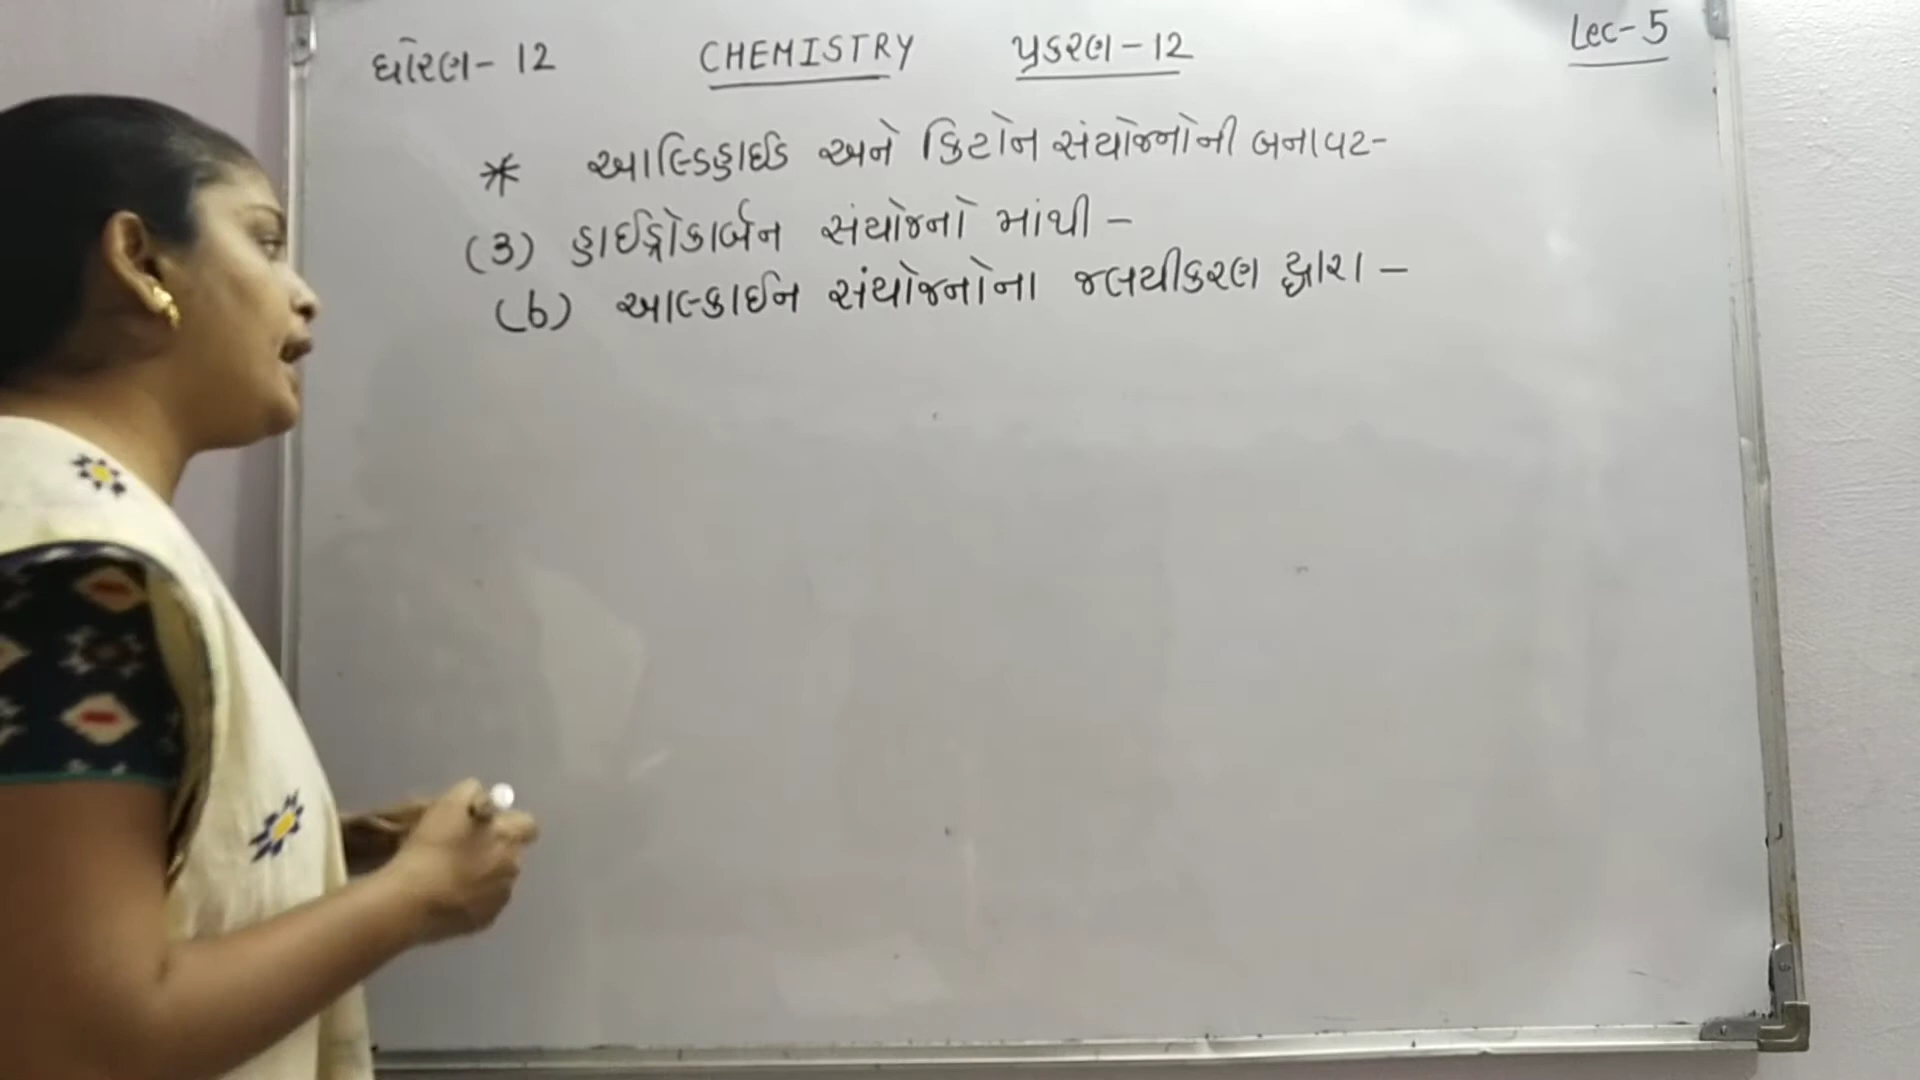 ધોરણ - 12 CHEMISTRY પ્રકરણ - 12 Lec - 5
* આલ્ડિહાઈડ અને કિટોન સંયોજનોની બનાવટ -
(3) હાઈડ્રોકાર્બન સંયોજનો માંથી -
(b) આલ્કાઈન સંયોજનોના જલયીકરણ દ્વારા -